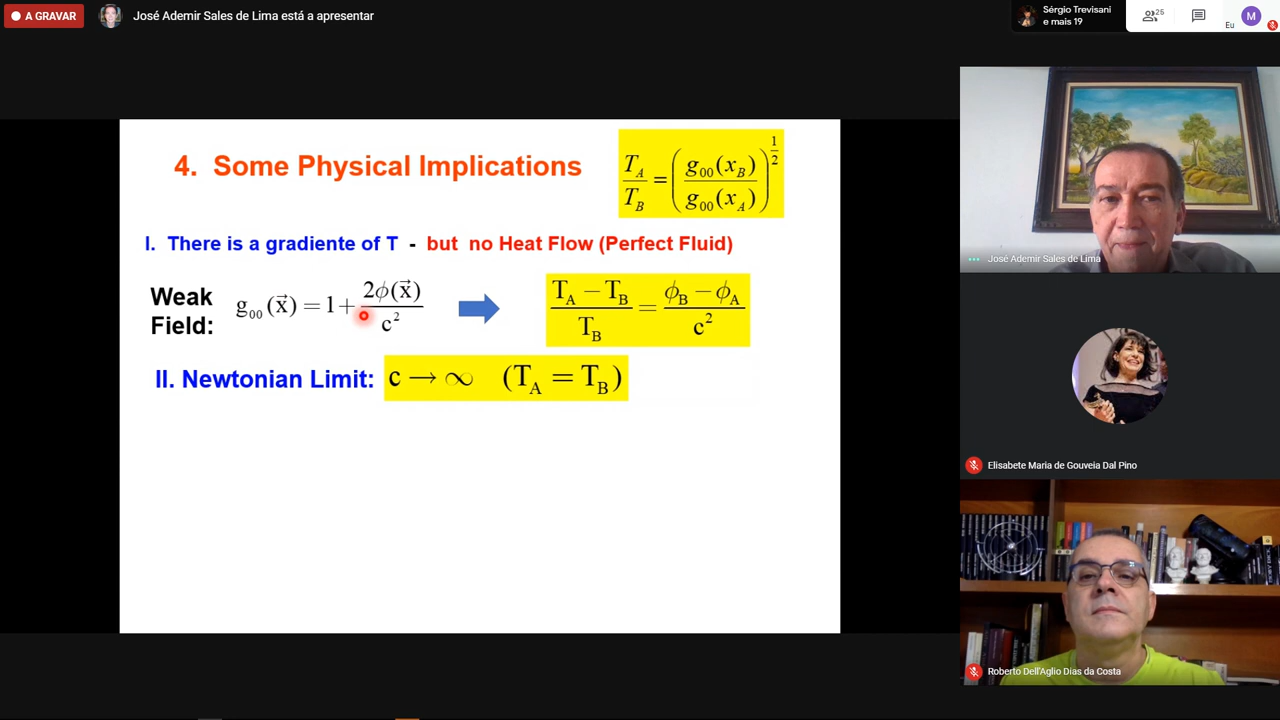 A GRAVAR
José Ademir Sales de Lima está a apresentar
Sérgio Trevisani
e mais 19
25
Eu
M
4. Some Physical Implications
T_A/T_B = (g₀₀(x_B)/g₀₀(x_A))^(1/2)
I. There is a gradiente of T - but no Heat Flow (Perfect Fluid)
Weak
Field:
g₀₀(x⃗) = 1 + 2ϕ(x⃗)/c²
(T_A − T_B)/T_B = (ϕ_B − ϕ_A)/c²
II. Newtonian Limit: c → ∞ (T_A = T_B)
José Ademir Sales de Lima
Elisabete Maria de Gouveia Dal Pino
Roberto Dell'Aglio Dias da Costa